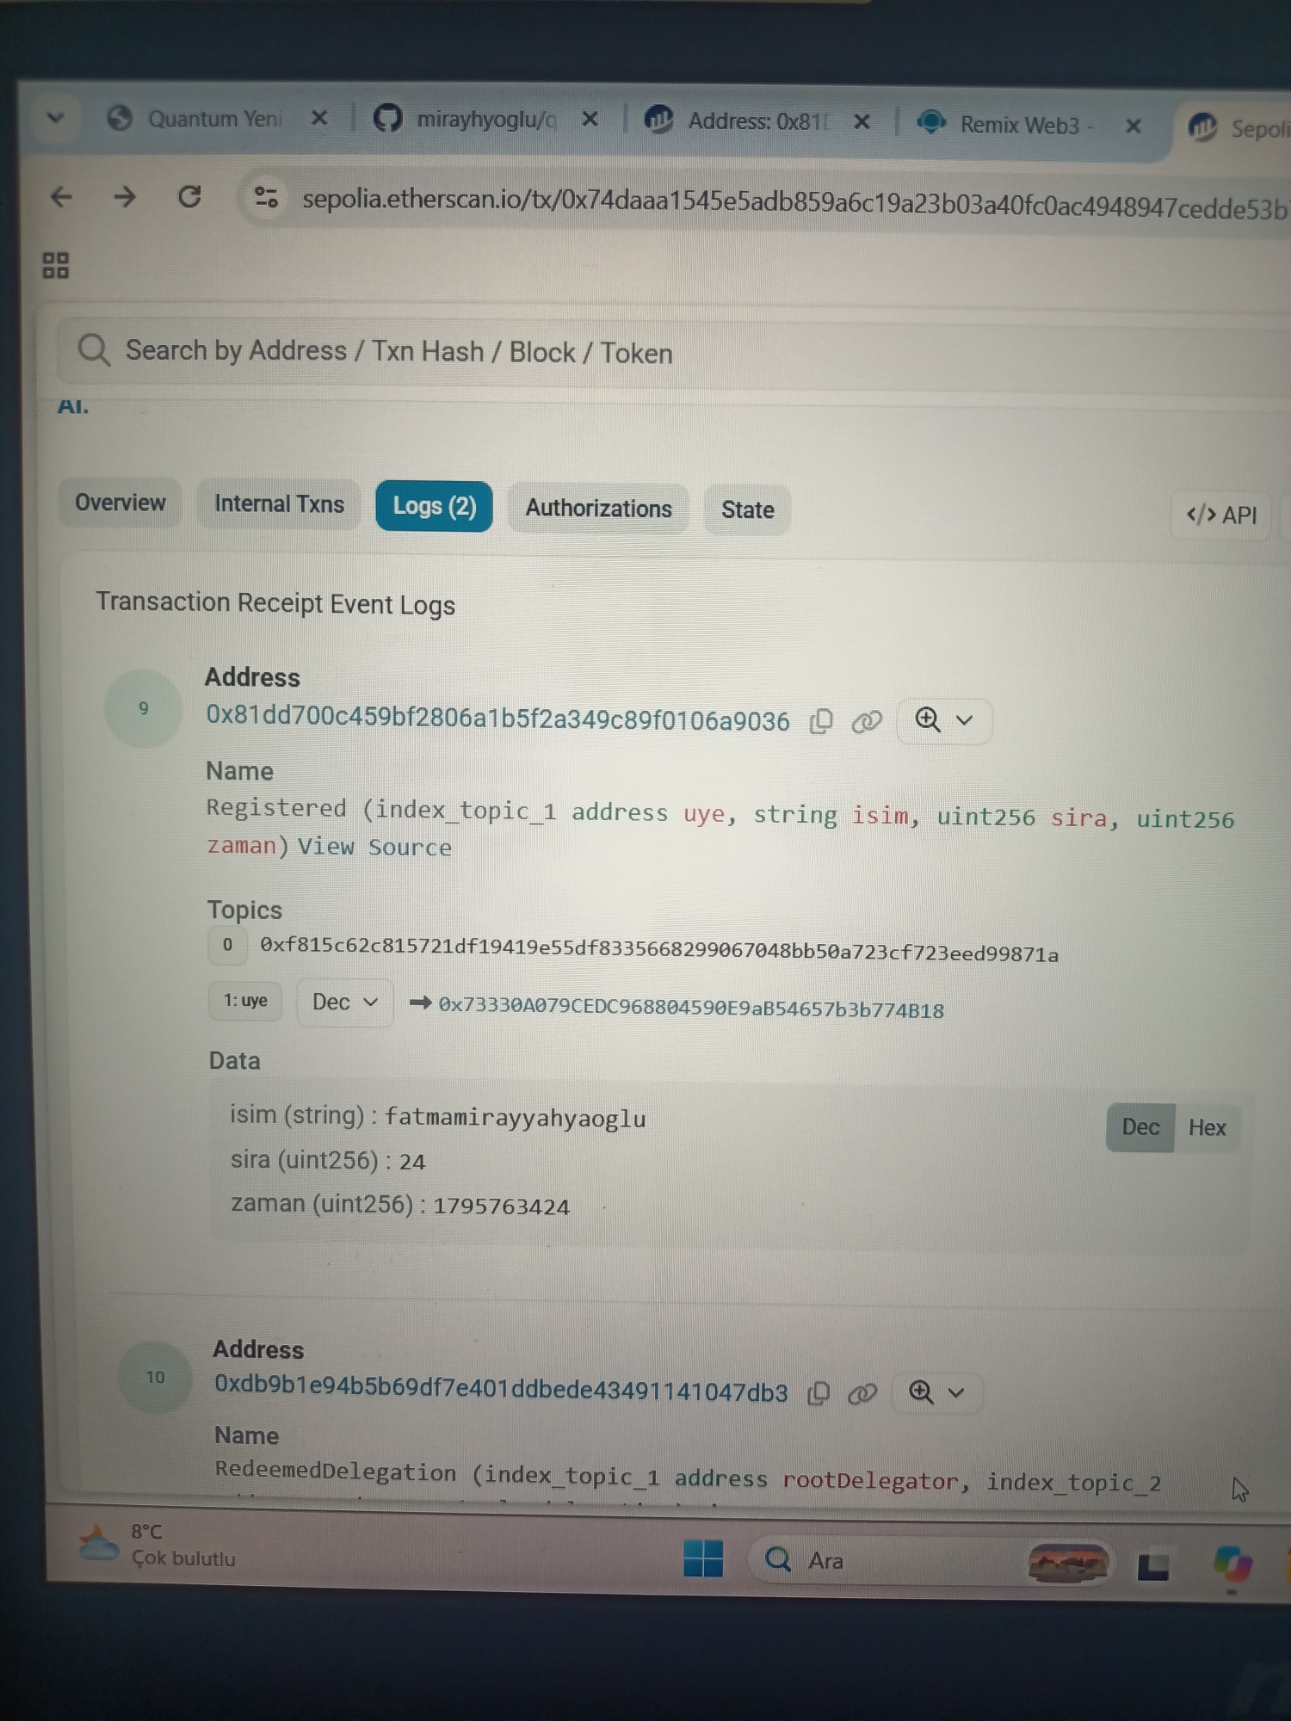 Quantum Yeni
mirayhyoglu/q
Address: 0x81D
Remix Web3 -
Sepoli
sepolia.etherscan.io/tx/0x74daaa1545e5adb859a6c19a23b03a40fc0ac4948947cedde53b
Search by Address / Txn Hash / Block / Token
AI.
Overview
Internal Txns
Logs (2)
Authorizations
State
</> API
Transaction Receipt Event Logs
9
Address
0x81dd700c459bf2806a1b5f2a349c89f0106a9036
Name
Registered (index_topic_1 address uye, string isim, uint256 sira, uint256
zaman) View Source
Topics
0 0xf815c62c815721df19419e55df8335668299067048bb50a723cf723eed99871a
1: uye Dec 0x73330A079CEDC968804590E9aB54657b3b774B18
Data
isim (string) : fatmamirayyahyaoglu
Dec Hex
sira (uint256) : 24
zaman (uint256) : 1795763424
10
Address
0xdb9b1e94b5b69df7e401ddbede43491141047db3
Name
RedeemedDelegation (index_topic_1 address rootDelegator, index_topic_2
8°C
Çok bulutlu
Ara